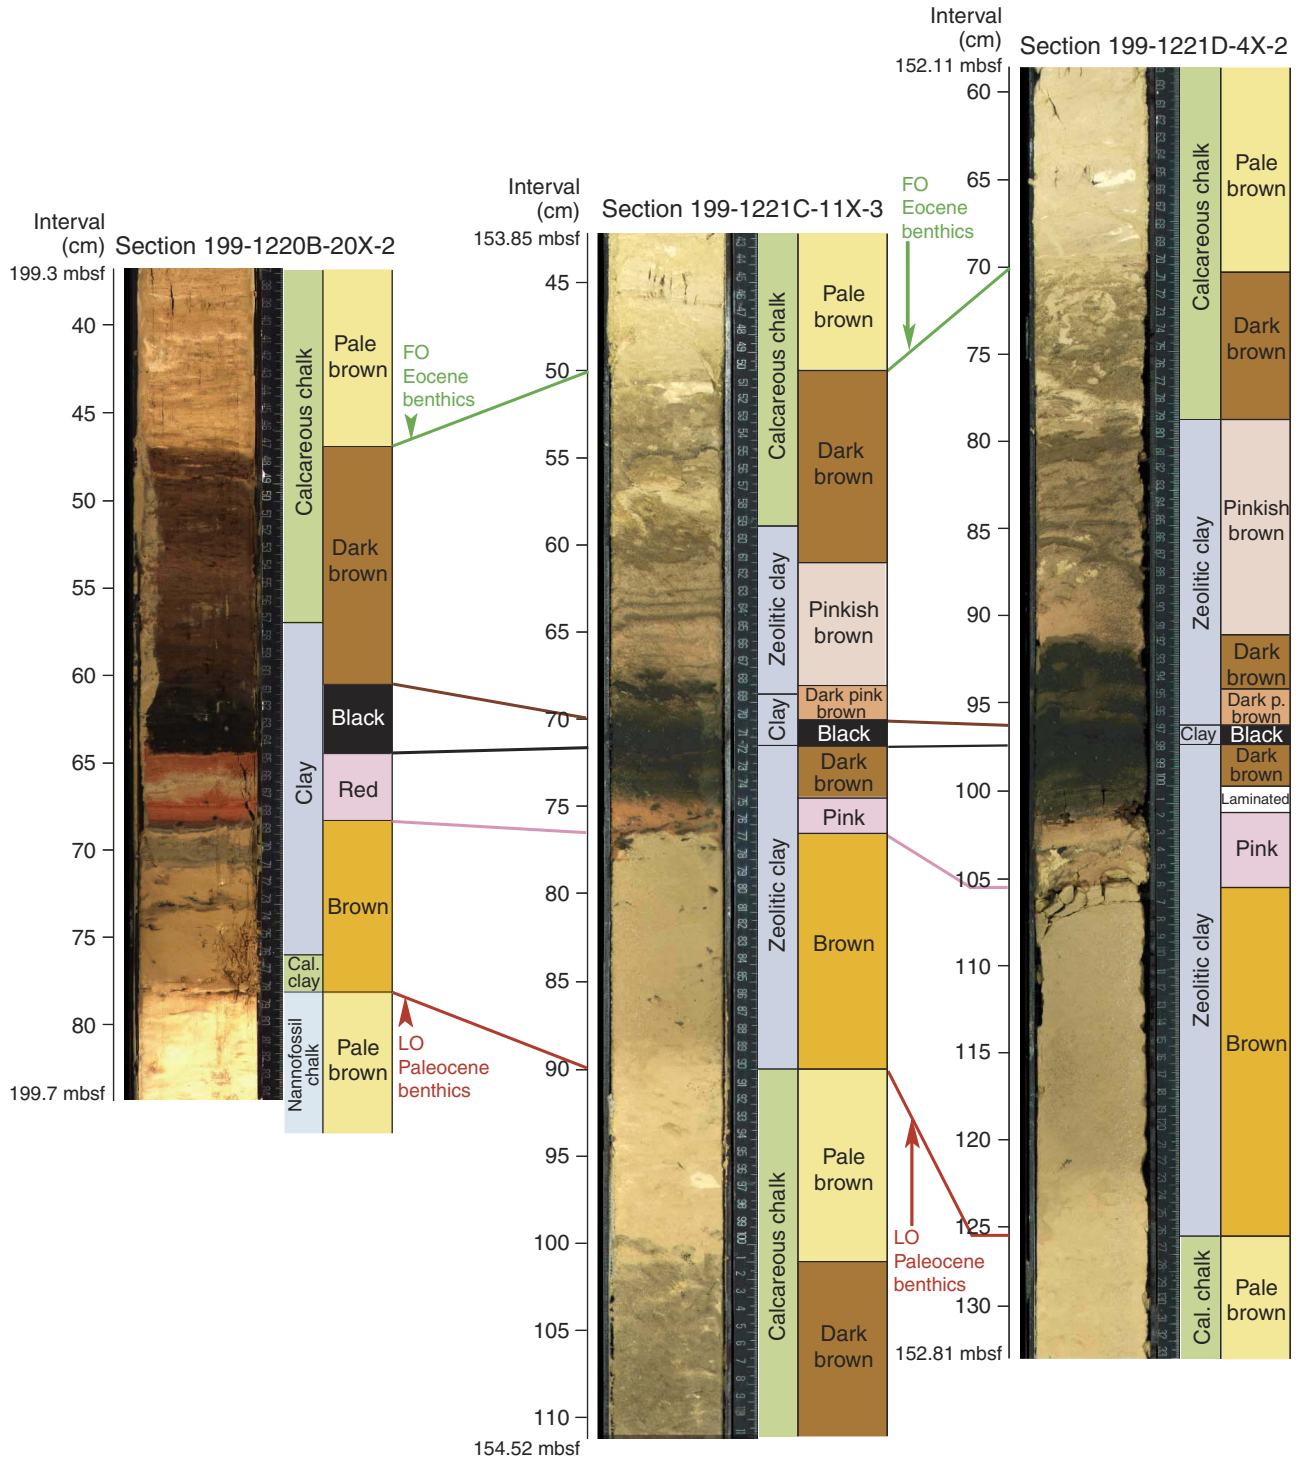 Interval
(cm)
Section 199-1220B-20X-2
199.3 mbsf
40
45
50
55
60
65
70
75
80
199.7 mbsf
Calcareous chalk
Clay
Cal.
clay
Nannofossil
chalk
Pale
brown
Dark
brown
Black
Red
Brown
Pale
brown
FO
Eocene
benthics
LO
Paleocene
benthics
Interval
(cm)
Section 199-1221C-11X-3
153.85 mbsf
45
50
55
60
65
70
75
80
85
90
95
100
105
110
154.52 mbsf
Calcareous chalk
Zeolitic clay
Clay
Zeolitic clay
Calcareous chalk
Pale
brown
Dark
brown
Pinkish
brown
Dark pink
brown
Black
Dark
brown
Pink
Brown
Pale
brown
Dark
brown
FO
Eocene
benthics
LO
Paleocene
benthics
Interval
(cm)
Section 199-1221D-4X-2
152.11 mbsf
60
65
70
75
80
85
90
95
100
105
110
115
120
125
130
152.81 mbsf
Calcareous chalk
Zeolitic clay
Clay
Zeolitic clay
Cal. chalk
Pale
brown
Dark
brown
Pinkish
brown
Dark
brown
Dark p.
brown
Black
Dark
brown
Laminated
Pink
Brown
Pale
brown